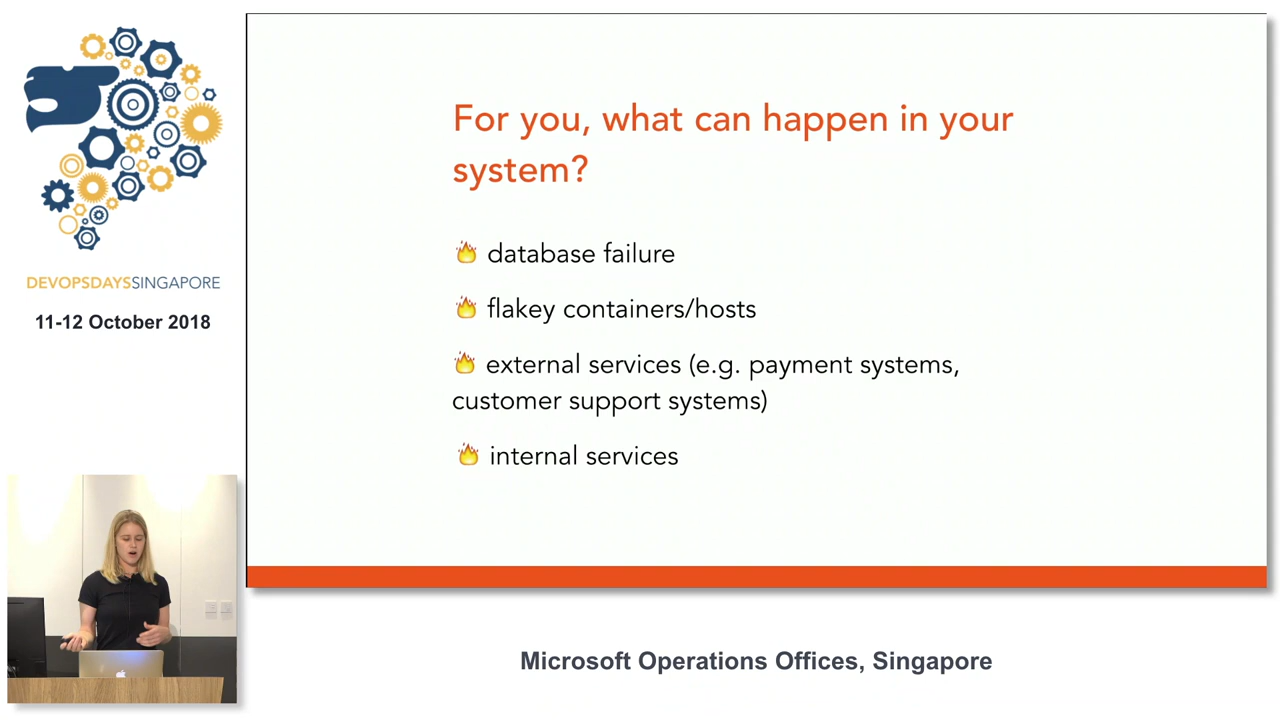 DEVOPSDAYSSINGAPORE
11-12 October 2018
For you, what can happen in your
system?
🔥 database failure
🔥 flakey containers/hosts
🔥 external services (e.g. payment systems,
customer support systems)
🔥 internal services
Microsoft Operations Offices, Singapore